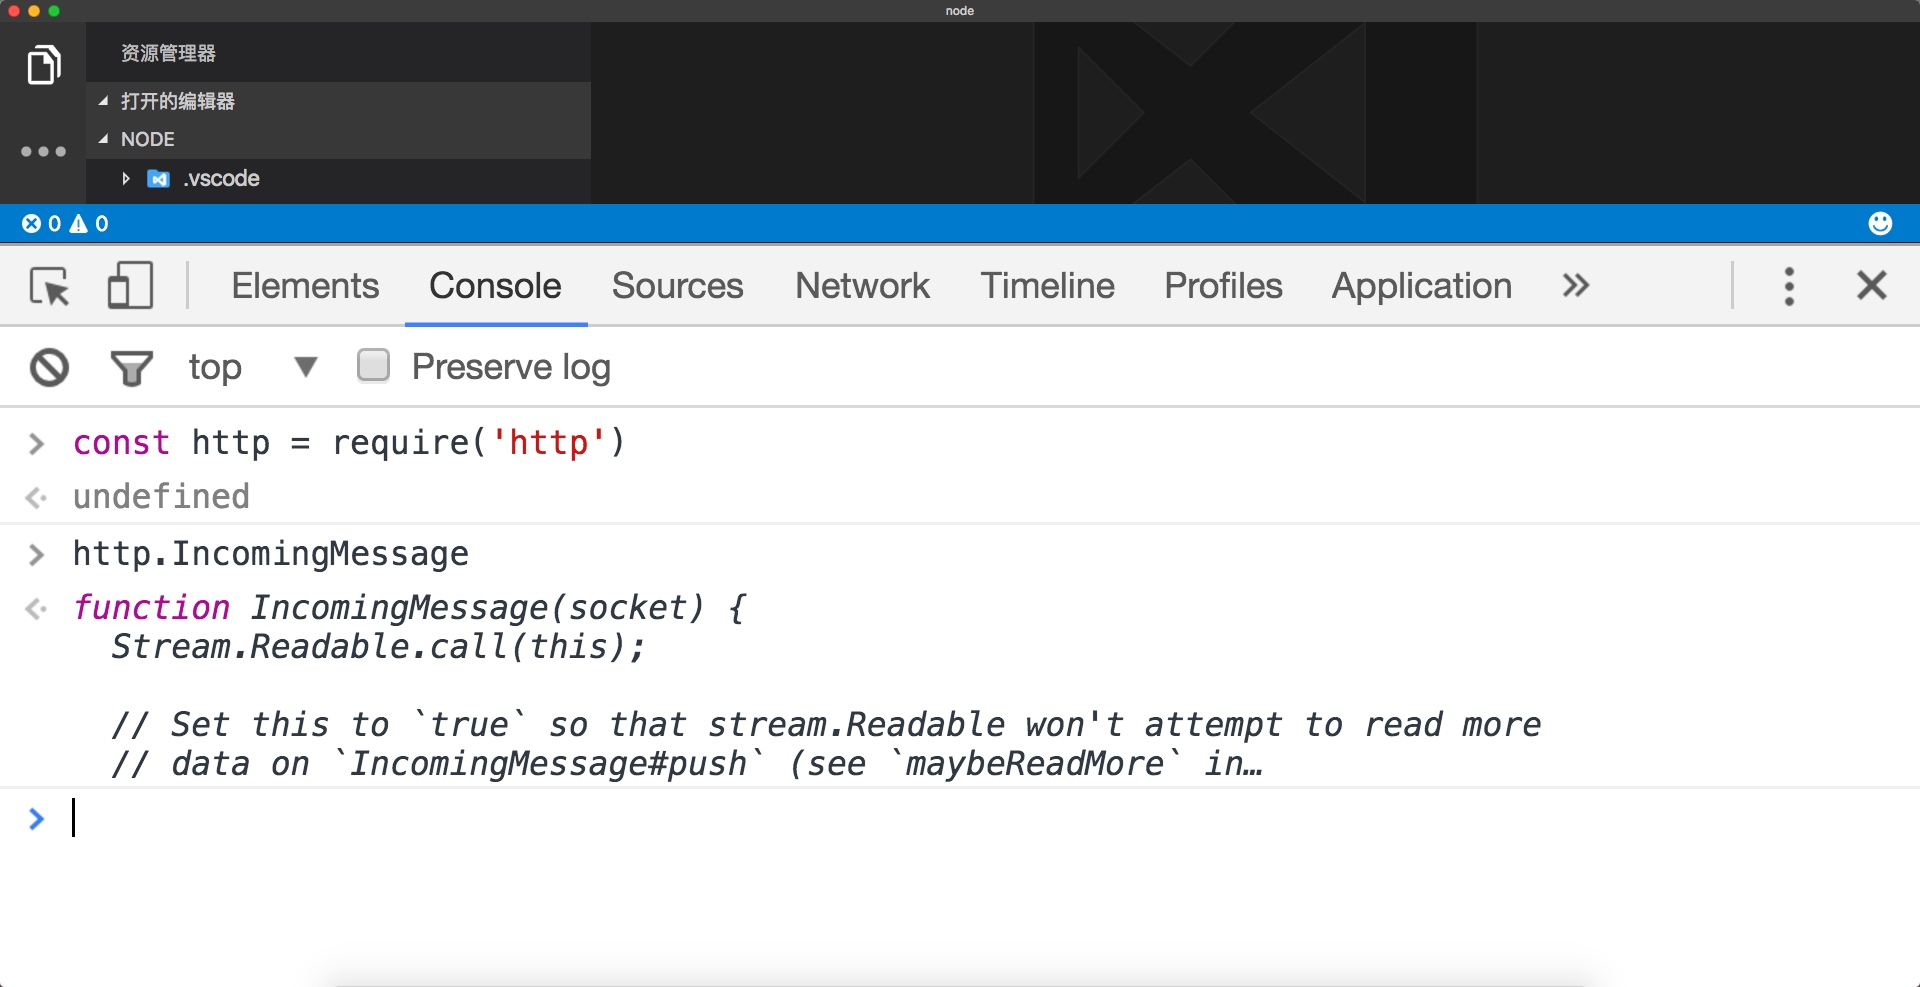 node
资源管理器
打开的编辑器
NODE
.vscode
0 0
Elements Console Sources Network Timeline Profiles Application
top Preserve log
const http = require('http')
undefined
http.IncomingMessage
function IncomingMessage(socket) {
Stream.Readable.call(this);
// Set this to `true` so that stream.Readable won't attempt to read more
// data on `IncomingMessage#push` (see `maybeReadMore` in…